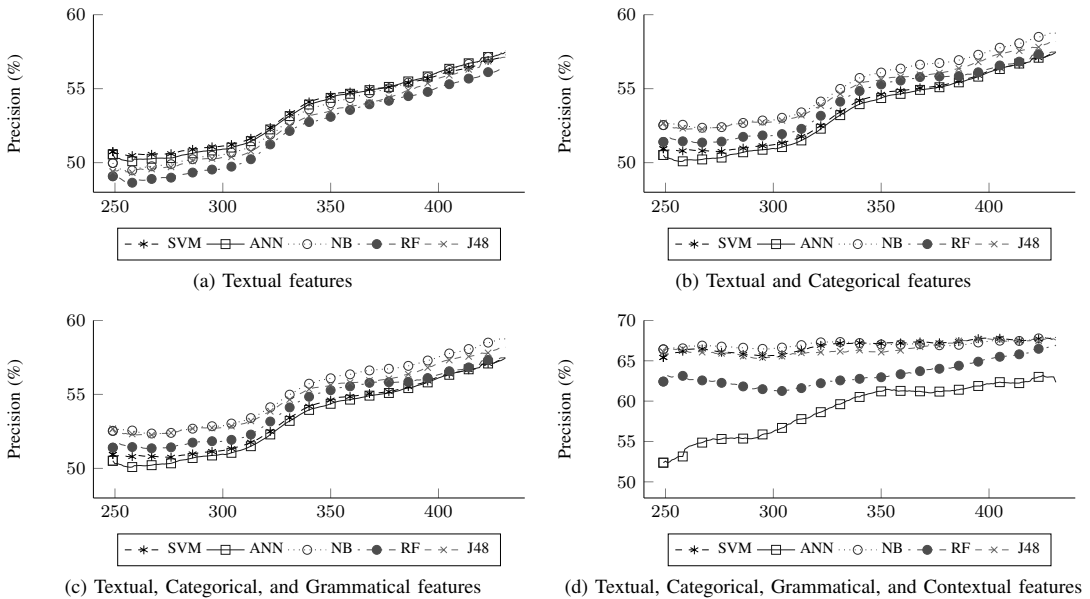 60
55
50
Precision (%)
250 300 350 400
SVM ANN NB RF J48
(a) Textual features
60
55
50
Precision (%)
250 300 350 400
SVM ANN NB RF J48
(b) Textual and Categorical features
60
55
50
Precision (%)
250 300 350 400
SVM ANN NB RF J48
(c) Textual, Categorical, and Grammatical features
70
65
60
55
50
Precision (%)
250 300 350 400
SVM ANN NB RF J48
(d) Textual, Categorical, Grammatical, and Contextual features